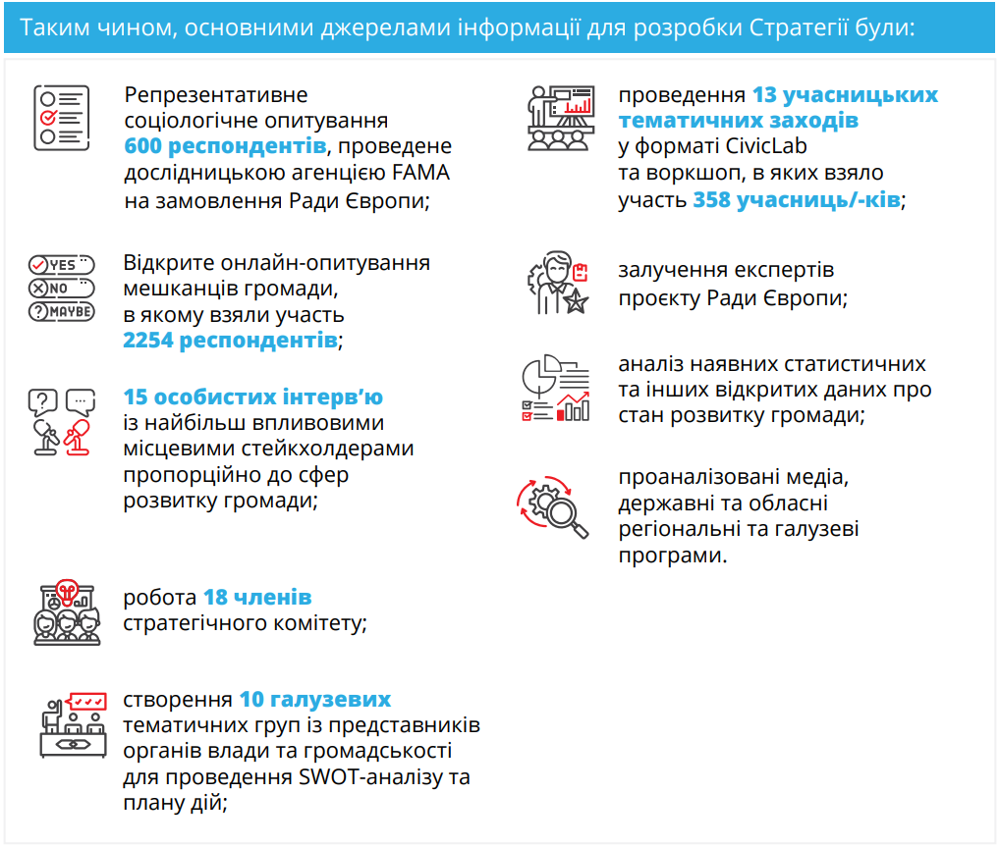 Таким чином, основними джерелами інформації для розробки Стратегії були:
Репрезентативне
соціологічне опитування
600 респондентів, проведене
дослідницькою агенцією FAMA
на замовлення Ради Європи;
YES
NO
MAYBE
Відкрите онлайн-опитування
мешканців громади,
в якому взяли участь
2254 респондентів;
15 особистих інтерв’ю
із найбільш впливовими
місцевими стейкхолдерами
пропорційно до сфер
розвитку громади;
робота 18 членів
стратегічного комітету;
створення 10 галузевих
тематичних груп із представників
органів влади та громадськості
для проведення SWOT-аналізу та
плану дій;
проведення 13 учасницьких
тематичних заходів
у форматі CivicLab
та воркшоп, в яких взяло
участь 358 учасниць/-ків;
залучення експертів
проєкту Ради Європи;
аналіз наявних статистичних
та інших відкритих даних про
стан розвитку громади;
проаналізовані медіа,
державні та обласні
регіональні та галузеві
програми.